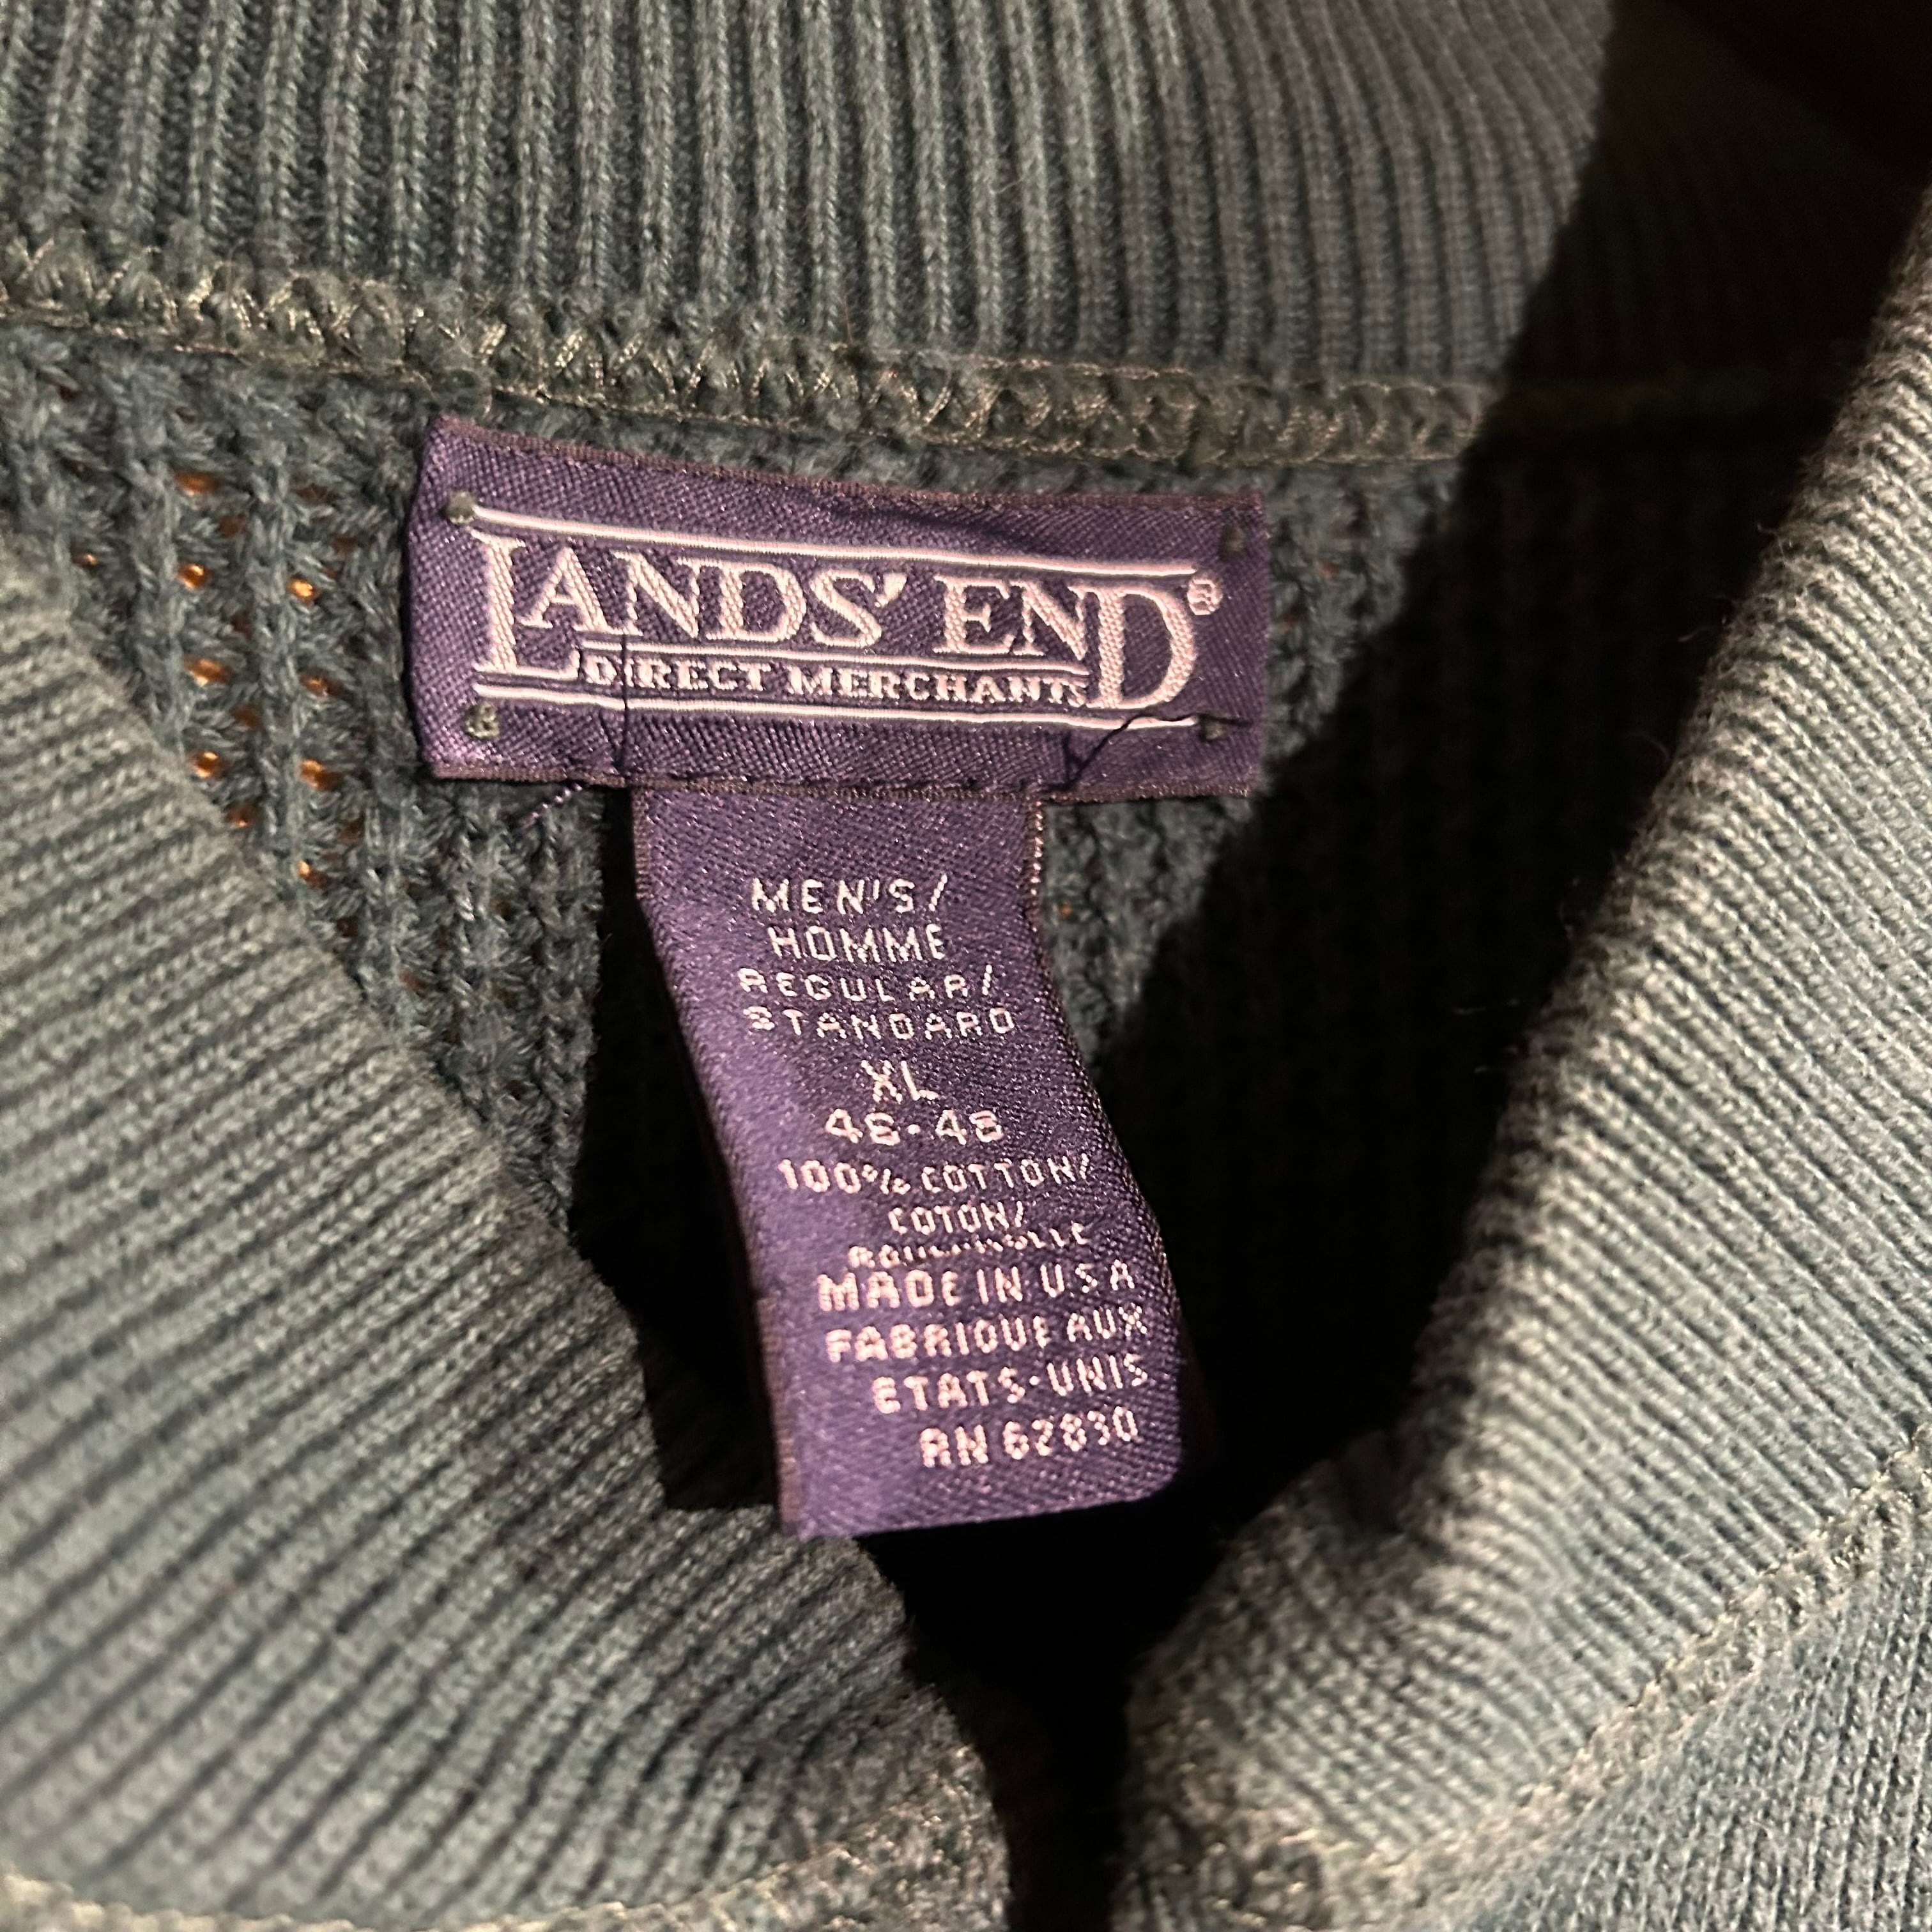 LANDS' END®
DIRECT MERCHANTS
MEN'S/
HOMME
REGULAR/
STANDARD
XL
46-48
100% COTTON/
COTON/
MADE IN USA
FABRIQUE AUX
ETATS-UNIS
RN 62830